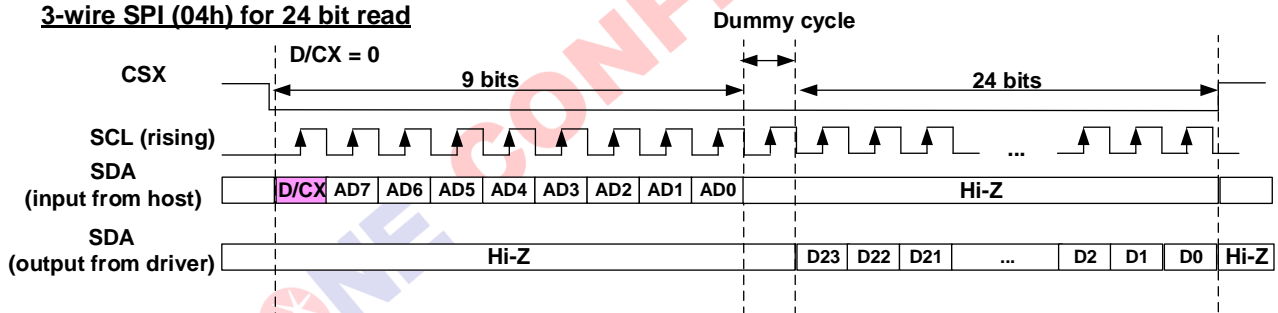 3-wire SPI (04h) for 24 bit read
Dummy cycle
D/CX = 0
CSX
9 bits
24 bits
SCL (rising)
...
SDA
(input from host)
D/CX AD7 AD6 AD5 AD4 AD3 AD2 AD1 AD0 Hi-Z
SDA
(output from driver)
Hi-Z D23 D22 D21 ... D2 D1 D0 Hi-Z